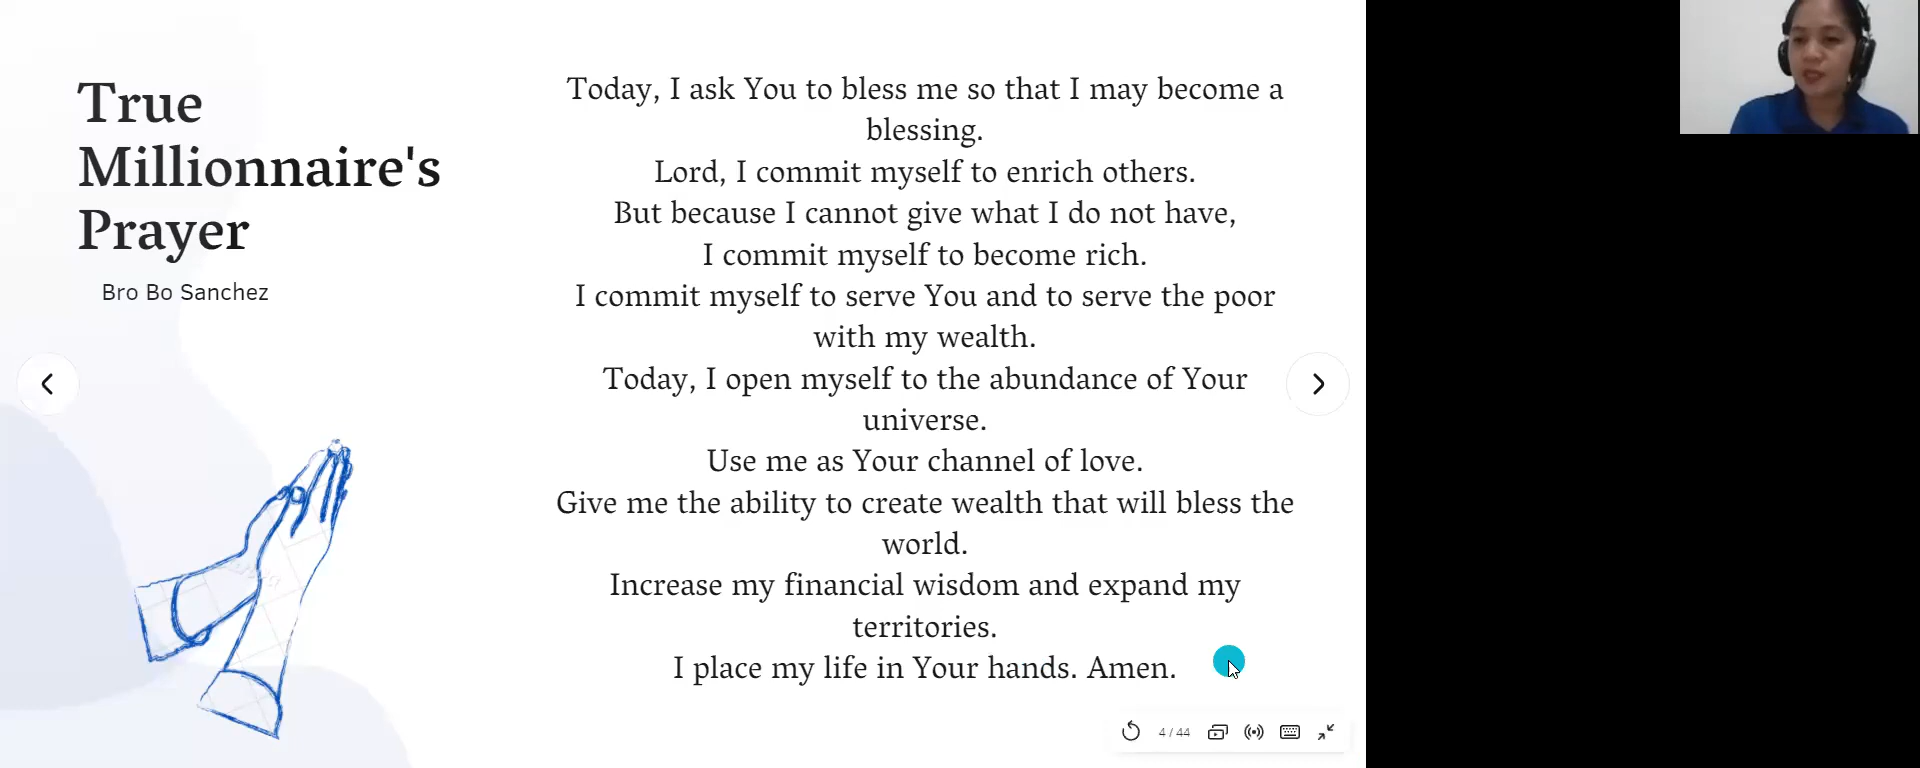 True
Millionnaire's
Prayer
Bro Bo Sanchez
Today, I ask You to bless me so that I may become a
blessing.
Lord, I commit myself to enrich others.
But because I cannot give what I do not have,
I commit myself to become rich.
I commit myself to serve You and to serve the poor
with my wealth.
Today, I open myself to the abundance of Your
universe.
Use me as Your channel of love.
Give me the ability to create wealth that will bless the
world.
Increase my financial wisdom and expand my
territories.
I place my life in Your hands. Amen.
4 / 44